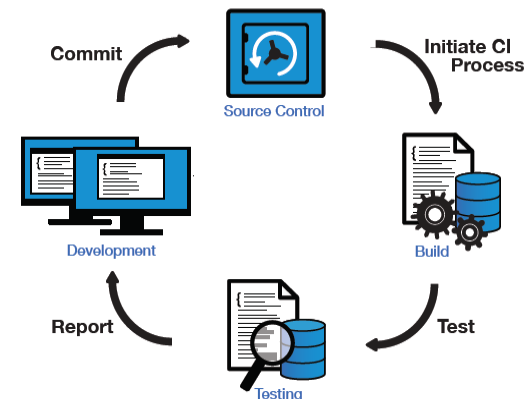 Commit
Source Control
Initiate CI
Process
Build
Test
Testing
Report
Development